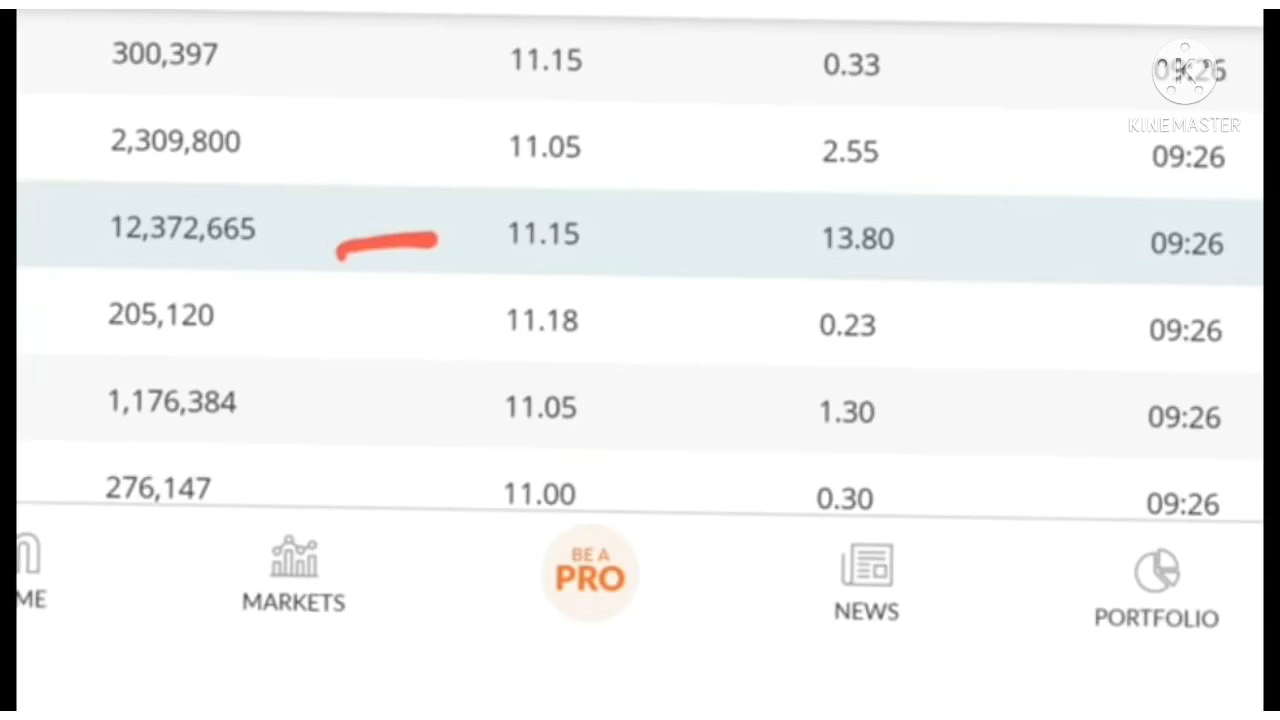 300,397 11.15 0.33 09:26
KINEMASTER
2,309,800 11.05 2.55 09:26
12,372,665 11.15 13.80 09:26
205,120 11.18 0.23 09:26
1,176,384 11.05 1.30 09:26
276,147 11.00 0.30 09:26
ME MARKETS BE A PRO NEWS PORTFOLIO